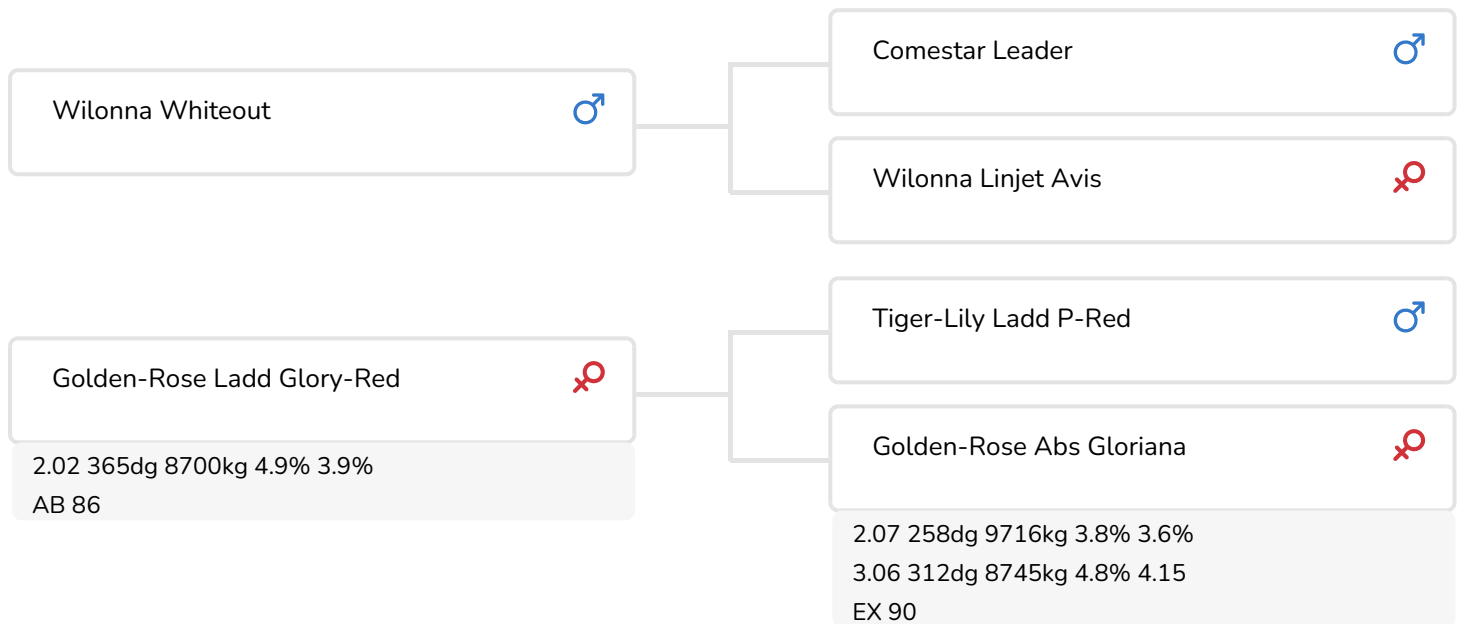 Comestar Leader
Wilonna Whiteout
Wilonna Linjet Avis
Tiger-Lily Ladd P-Red
Golden-Rose Ladd Glory-Red
2.02 365dg 8700kg 4.9% 3.9%
AB 86
Golden-Rose Abs Gloriana
2.07 258dg 9716kg 3.8% 3.6%
3.06 312dg 8745kg 4.8% 4.15
EX 90